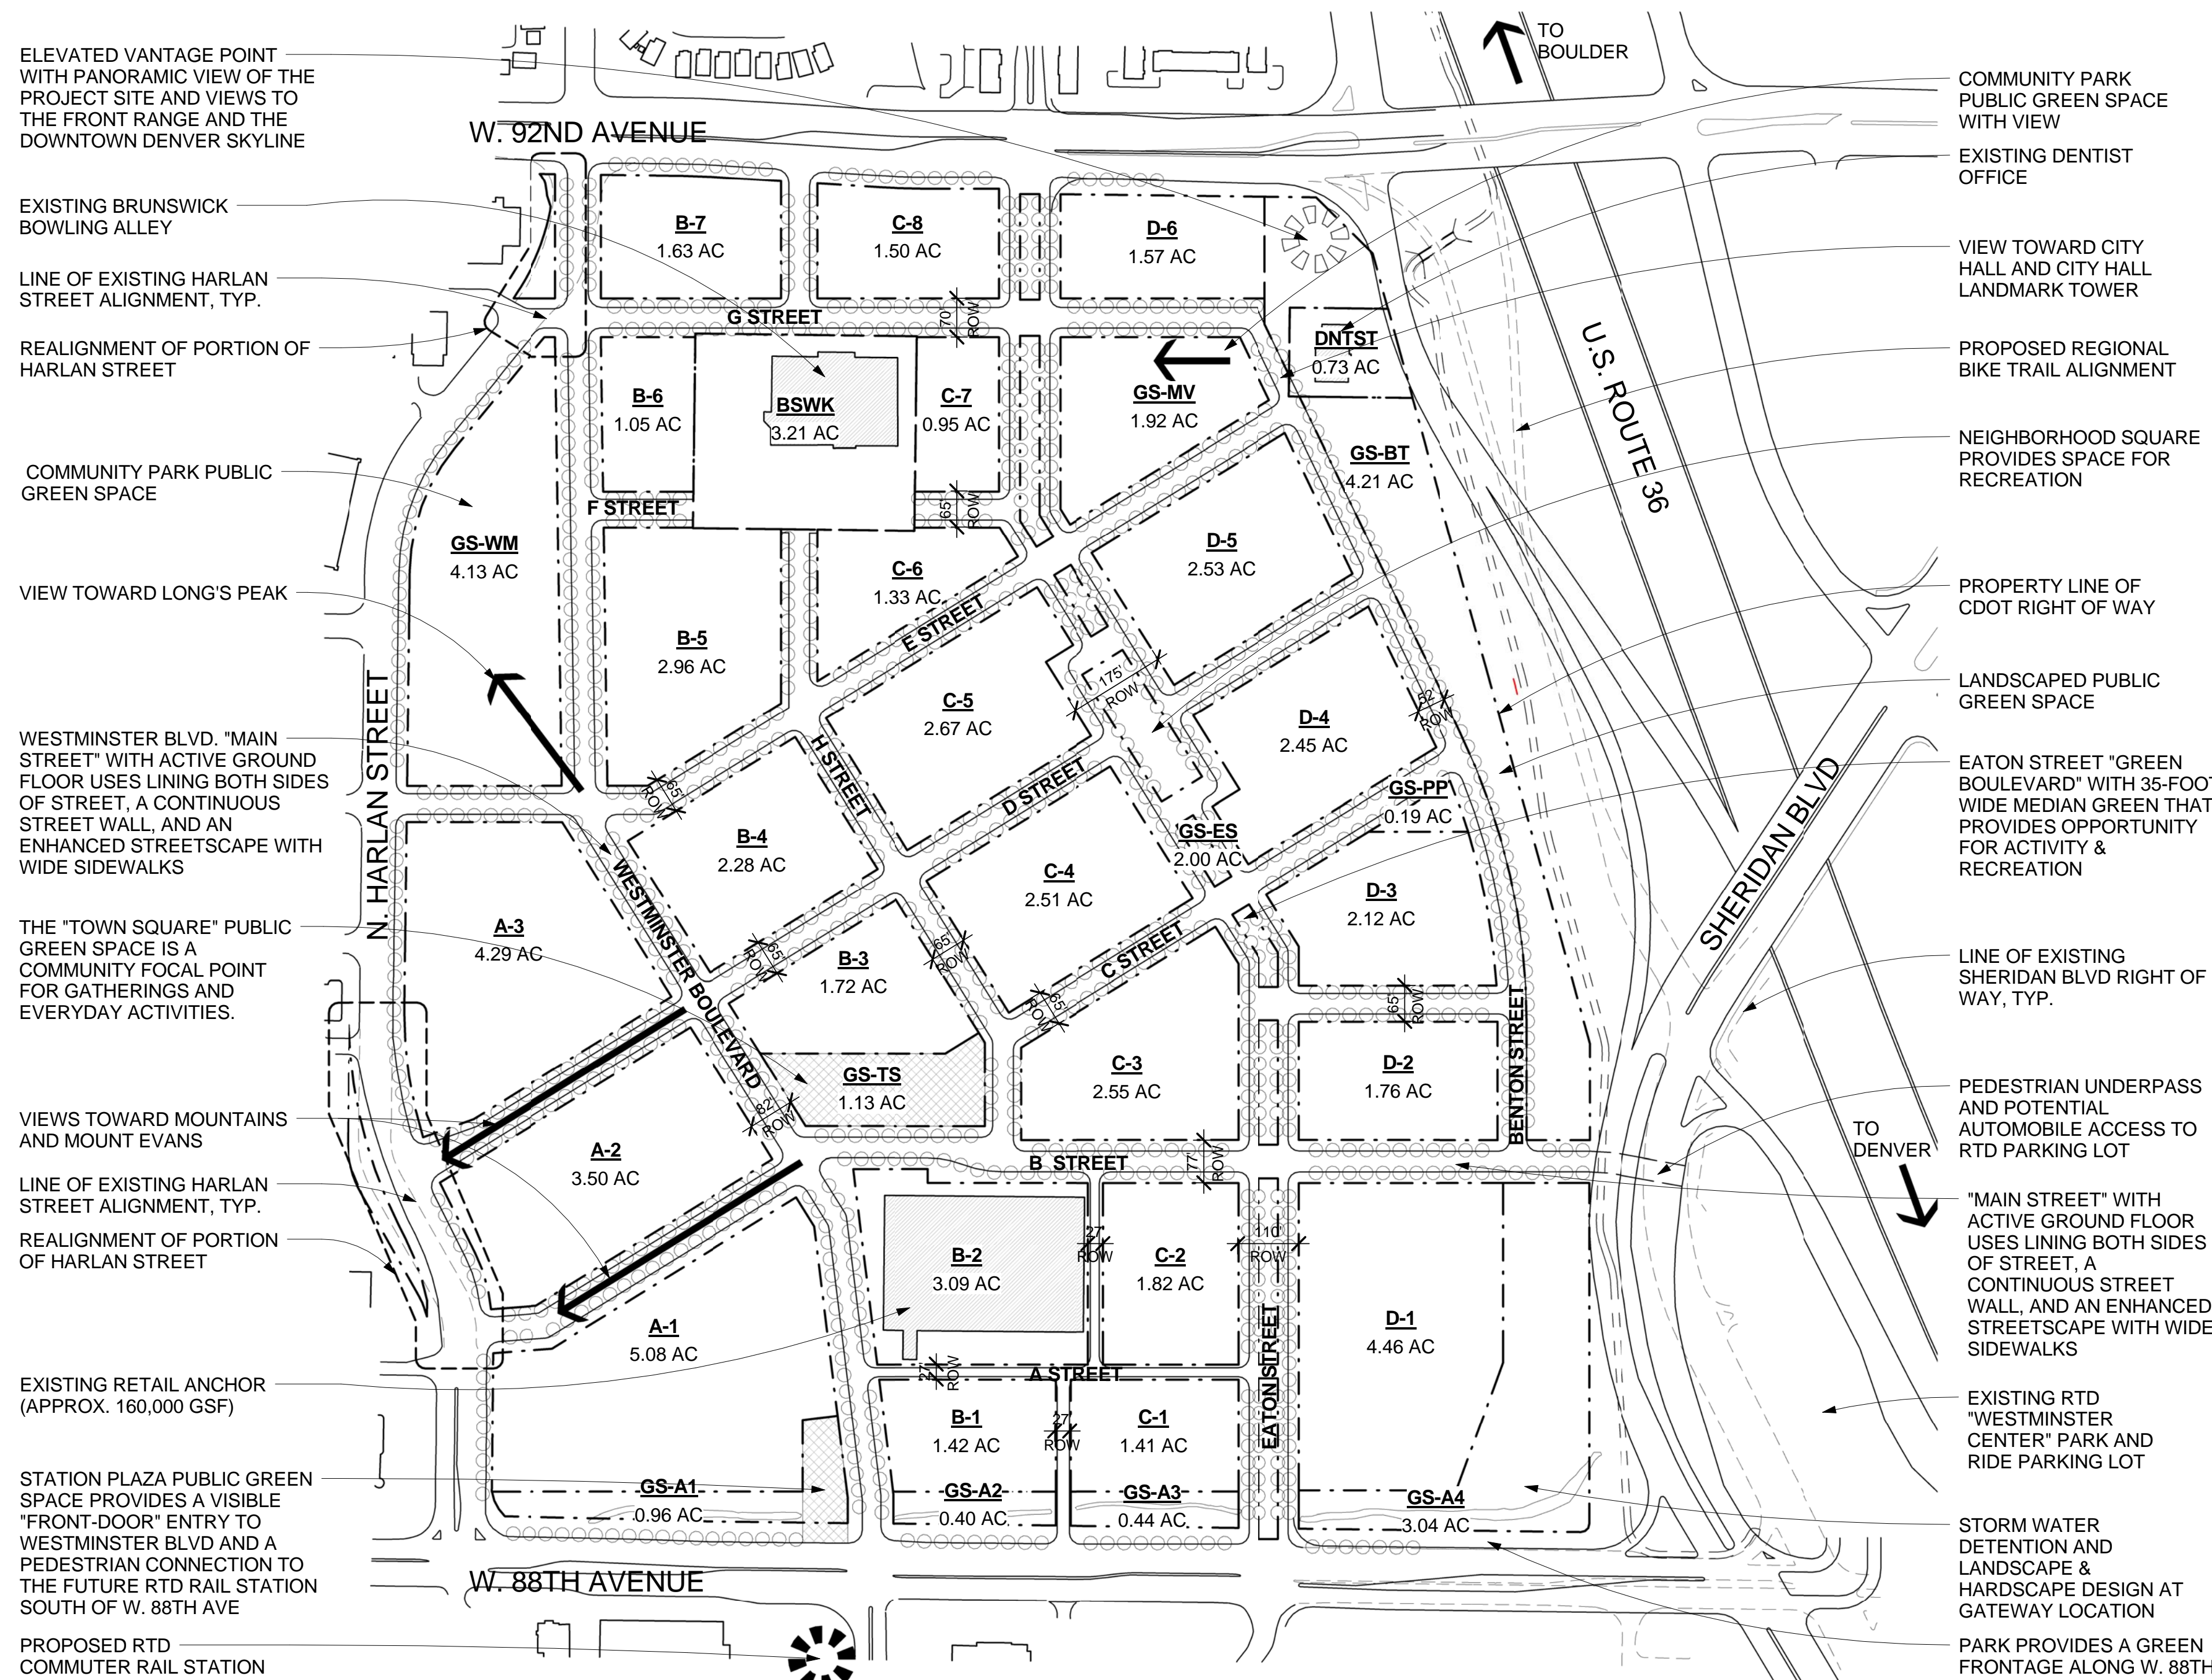 ELEVATED VANTAGE POINT
WITH PANORAMIC VIEW OF THE
PROJECT SITE AND VIEWS TO
THE FRONT RANGE AND THE
DOWNTOWN DENVER SKYLINE
EXISTING BRUNSWICK
BOWLING ALLEY
LINE OF EXISTING HARLAN
STREET ALIGNMENT, TYP.
REALIGNMENT OF PORTION OF
HARLAN STREET
COMMUNITY PARK PUBLIC
GREEN SPACE
VIEW TOWARD LONG'S PEAK
WESTMINSTER BLVD. "MAIN
STREET" WITH ACTIVE GROUND
FLOOR USES LINING BOTH SIDES
OF STREET, A CONTINUOUS
STREET WALL, AND AN
ENHANCED STREETSCAPE WITH
WIDE SIDEWALKS
THE "TOWN SQUARE" PUBLIC
GREEN SPACE IS A
COMMUNITY FOCAL POINT
FOR GATHERINGS AND
EVERYDAY ACTIVITIES.
VIEWS TOWARD MOUNTAINS
AND MOUNT EVANS
LINE OF EXISTING HARLAN
STREET ALIGNMENT, TYP.
REALIGNMENT OF PORTION
OF HARLAN STREET
EXISTING RETAIL ANCHOR
(APPROX. 160,000 GSF)
STATION PLAZA PUBLIC GREEN
SPACE PROVIDES A VISIBLE
"FRONT-DOOR" ENTRY TO
WESTMINSTER BLVD AND A
PEDESTRIAN CONNECTION TO
THE FUTURE RTD RAIL STATION
SOUTH OF W. 88TH AVE
PROPOSED RTD
COMMUTER RAIL STATION
TO
BOULDER
W. 92ND AVENUE
B-7
1.63 AC
C-8
1.50 AC
D-6
1.57 AC
G STREET
70'
ROW
DNTST
0.73 AC
B-6
1.05 AC
BSWK
3.21 AC
C-7
0.95 AC
GS-MV
1.92 AC
GS-BT
4.21 AC
U.S. ROUTE 36
F STREET
65'
ROW
GS-WM
4.13 AC
C-6
1.33 AC
D-5
2.53 AC
E STREET
B-5
2.96 AC
C-5
2.67 AC
175'
ROW
D-4
2.45 AC
52'
ROW
N. HARLAN STREET
H STREET
D STREET
65'
ROW
GS-PP
0.19 AC
B-4
2.28 AC
GS-ES
2.00 AC
C-4
2.51 AC
D-3
2.12 AC
SHERIDAN BLVD
A-3
4.29 AC
WESTMINSTER BOULEVARD
65'
ROW
B-3
1.72 AC
65'
ROW
C STREET
65'
ROW
65'
ROW
BENTON STREET
GS-TS
1.13 AC
C-3
2.55 AC
D-2
1.76 AC
82'
ROW
A-2
3.50 AC
B STREET
77'
ROW
TO
DENVER
B-2
3.09 AC
27'
ROW
C-2
1.82 AC
110'
ROW
A-1
5.08 AC
D-1
4.46 AC
EATON STREET
27'
ROW
A STREET
B-1
1.42 AC
27'
ROW
C-1
1.41 AC
GS-A1
0.96 AC
GS-A2
0.40 AC
GS-A3
0.44 AC
GS-A4
3.04 AC
W. 88TH AVENUE
COMMUNITY PARK
PUBLIC GREEN SPACE
WITH VIEW
EXISTING DENTIST
OFFICE
VIEW TOWARD CITY
HALL AND CITY HALL
LANDMARK TOWER
PROPOSED REGIONAL
BIKE TRAIL ALIGNMENT
NEIGHBORHOOD SQUARE
PROVIDES SPACE FOR
RECREATION
PROPERTY LINE OF
CDOT RIGHT OF WAY
LANDSCAPED PUBLIC
GREEN SPACE
EATON STREET "GREEN
BOULEVARD" WITH 35-FOOT
WIDE MEDIAN GREEN THAT
PROVIDES OPPORTUNITY
FOR ACTIVITY &
RECREATION
LINE OF EXISTING
SHERIDAN BLVD RIGHT OF
WAY, TYP.
PEDESTRIAN UNDERPASS
AND POTENTIAL
AUTOMOBILE ACCESS TO
RTD PARKING LOT
"MAIN STREET" WITH
ACTIVE GROUND FLOOR
USES LINING BOTH SIDES
OF STREET, A
CONTINUOUS STREET
WALL, AND AN ENHANCED
STREETSCAPE WITH WIDE
SIDEWALKS
EXISTING RTD
"WESTMINSTER
CENTER" PARK AND
RIDE PARKING LOT
STORM WATER
DETENTION AND
LANDSCAPE &
HARDSCAPE DESIGN AT
GATEWAY LOCATION
PARK PROVIDES A GREEN
FRONTAGE ALONG W. 88TH